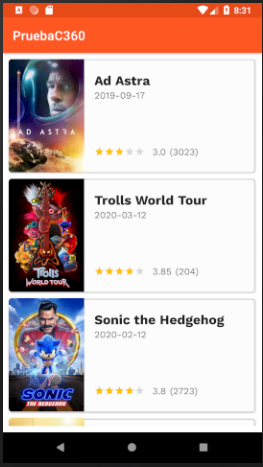 8:31
PruebaC360
AD ASTRA
Ad Astra
2019-09-17
3.0 (3023)
Trolls
WORLD TOUR
Trolls World Tour
2020-03-12
3.85 (204)
SONIC
THE HEDGEHOG
Sonic the Hedgehog
2020-02-12
3.8 (2723)